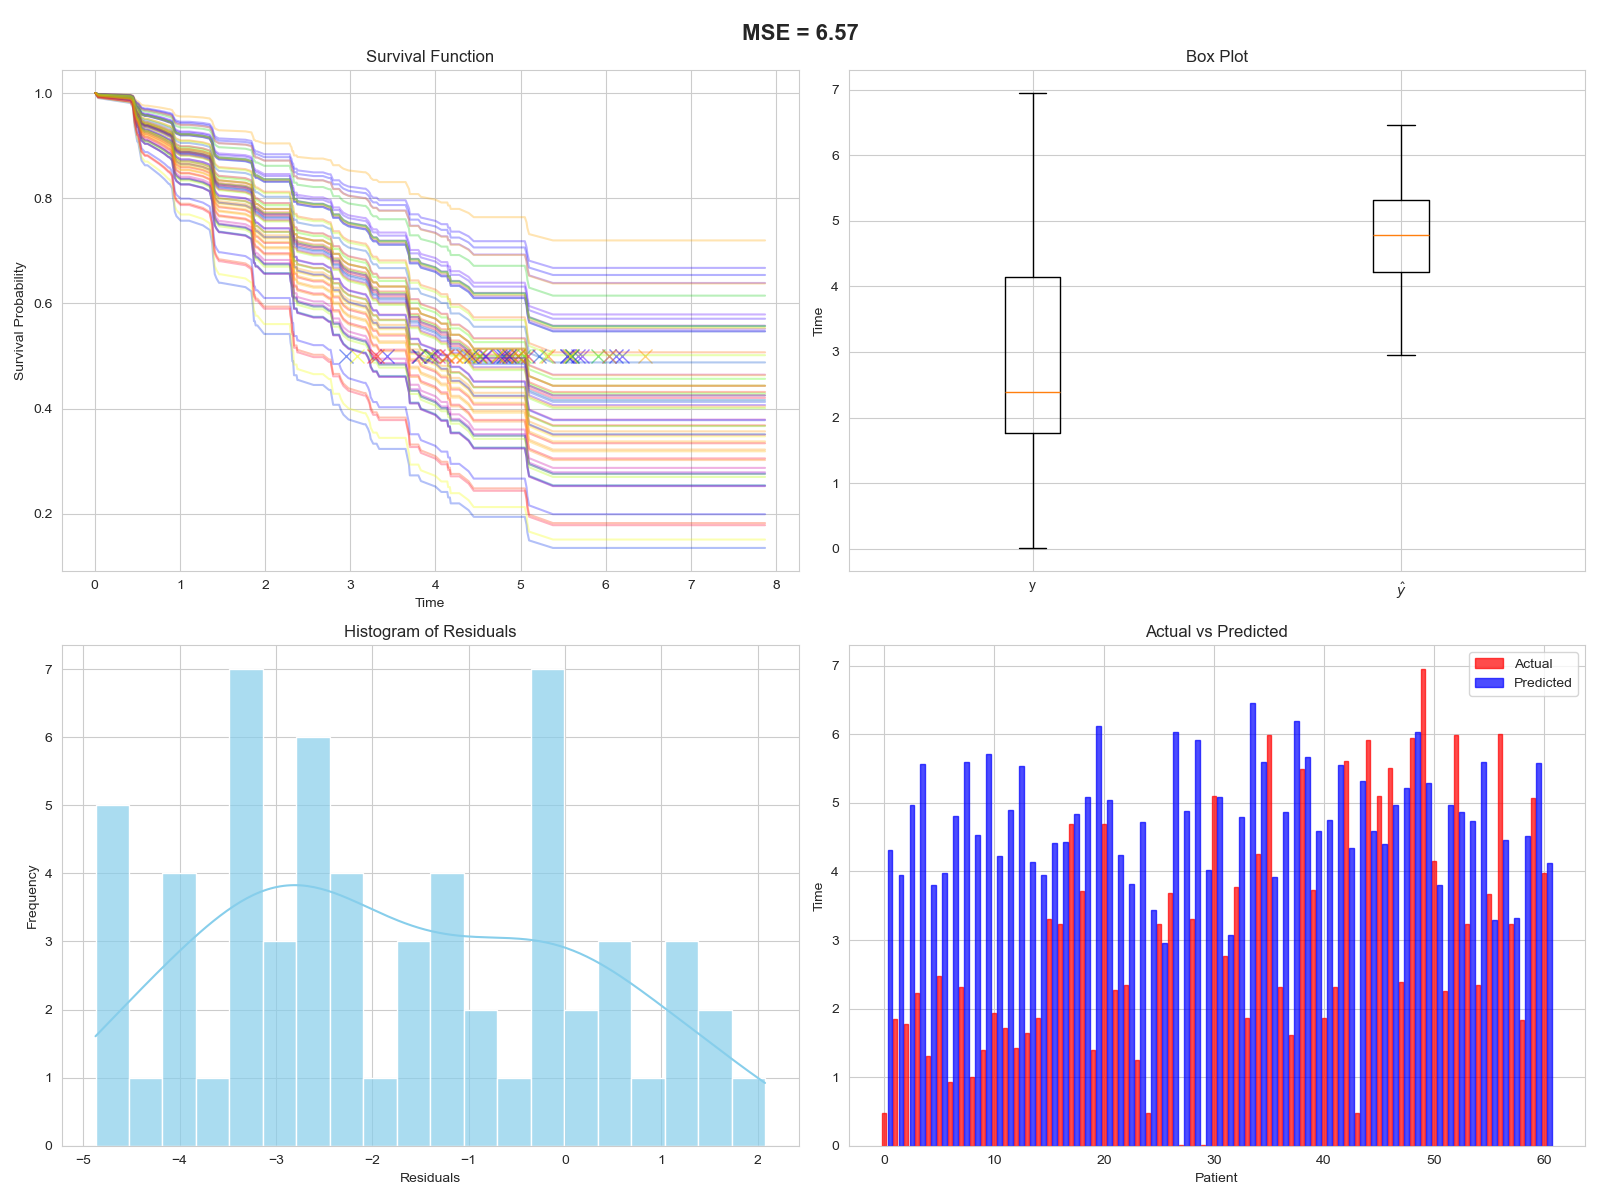 MSE = 6.57
Survival Function
Survival Probability
1.0
0.8
0.6
0.4
0.2
0 1 2 3 4 5 6 7 8
Time
Box Plot
Time
7
6
5
4
3
2
1
0
y ŷ
Histogram of Residuals
Frequency
7
6
5
4
3
2
1
0
−5 −4 −3 −2 −1 0 1 2
Residuals
Actual vs Predicted
Time
7
6
5
4
3
2
1
0
Actual
Predicted
0 10 20 30 40 50 60
Patient